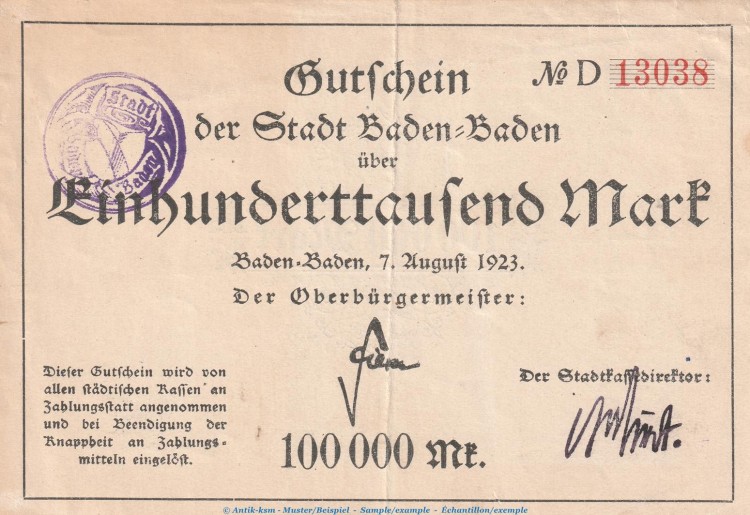 Gutschein
№ D 13038
der Stadt Baden-Baden
über
Einhunderttausend Mark
Baden-Baden, 7. August 1923.
Der Oberbürgermeister:
Dieser Gutschein wird von
allen städtischen Kassen an
Zahlungsstatt angenommen
und bei Beendigung der
Knappheit an Zahlungs-
mitteln eingelöst.
Der Stadtkassedirektor:
100 000 Mk.
Stadt
Baden
© Antik-ksm - Muster/Beispiel - Sample/example - Échantillon/exemple